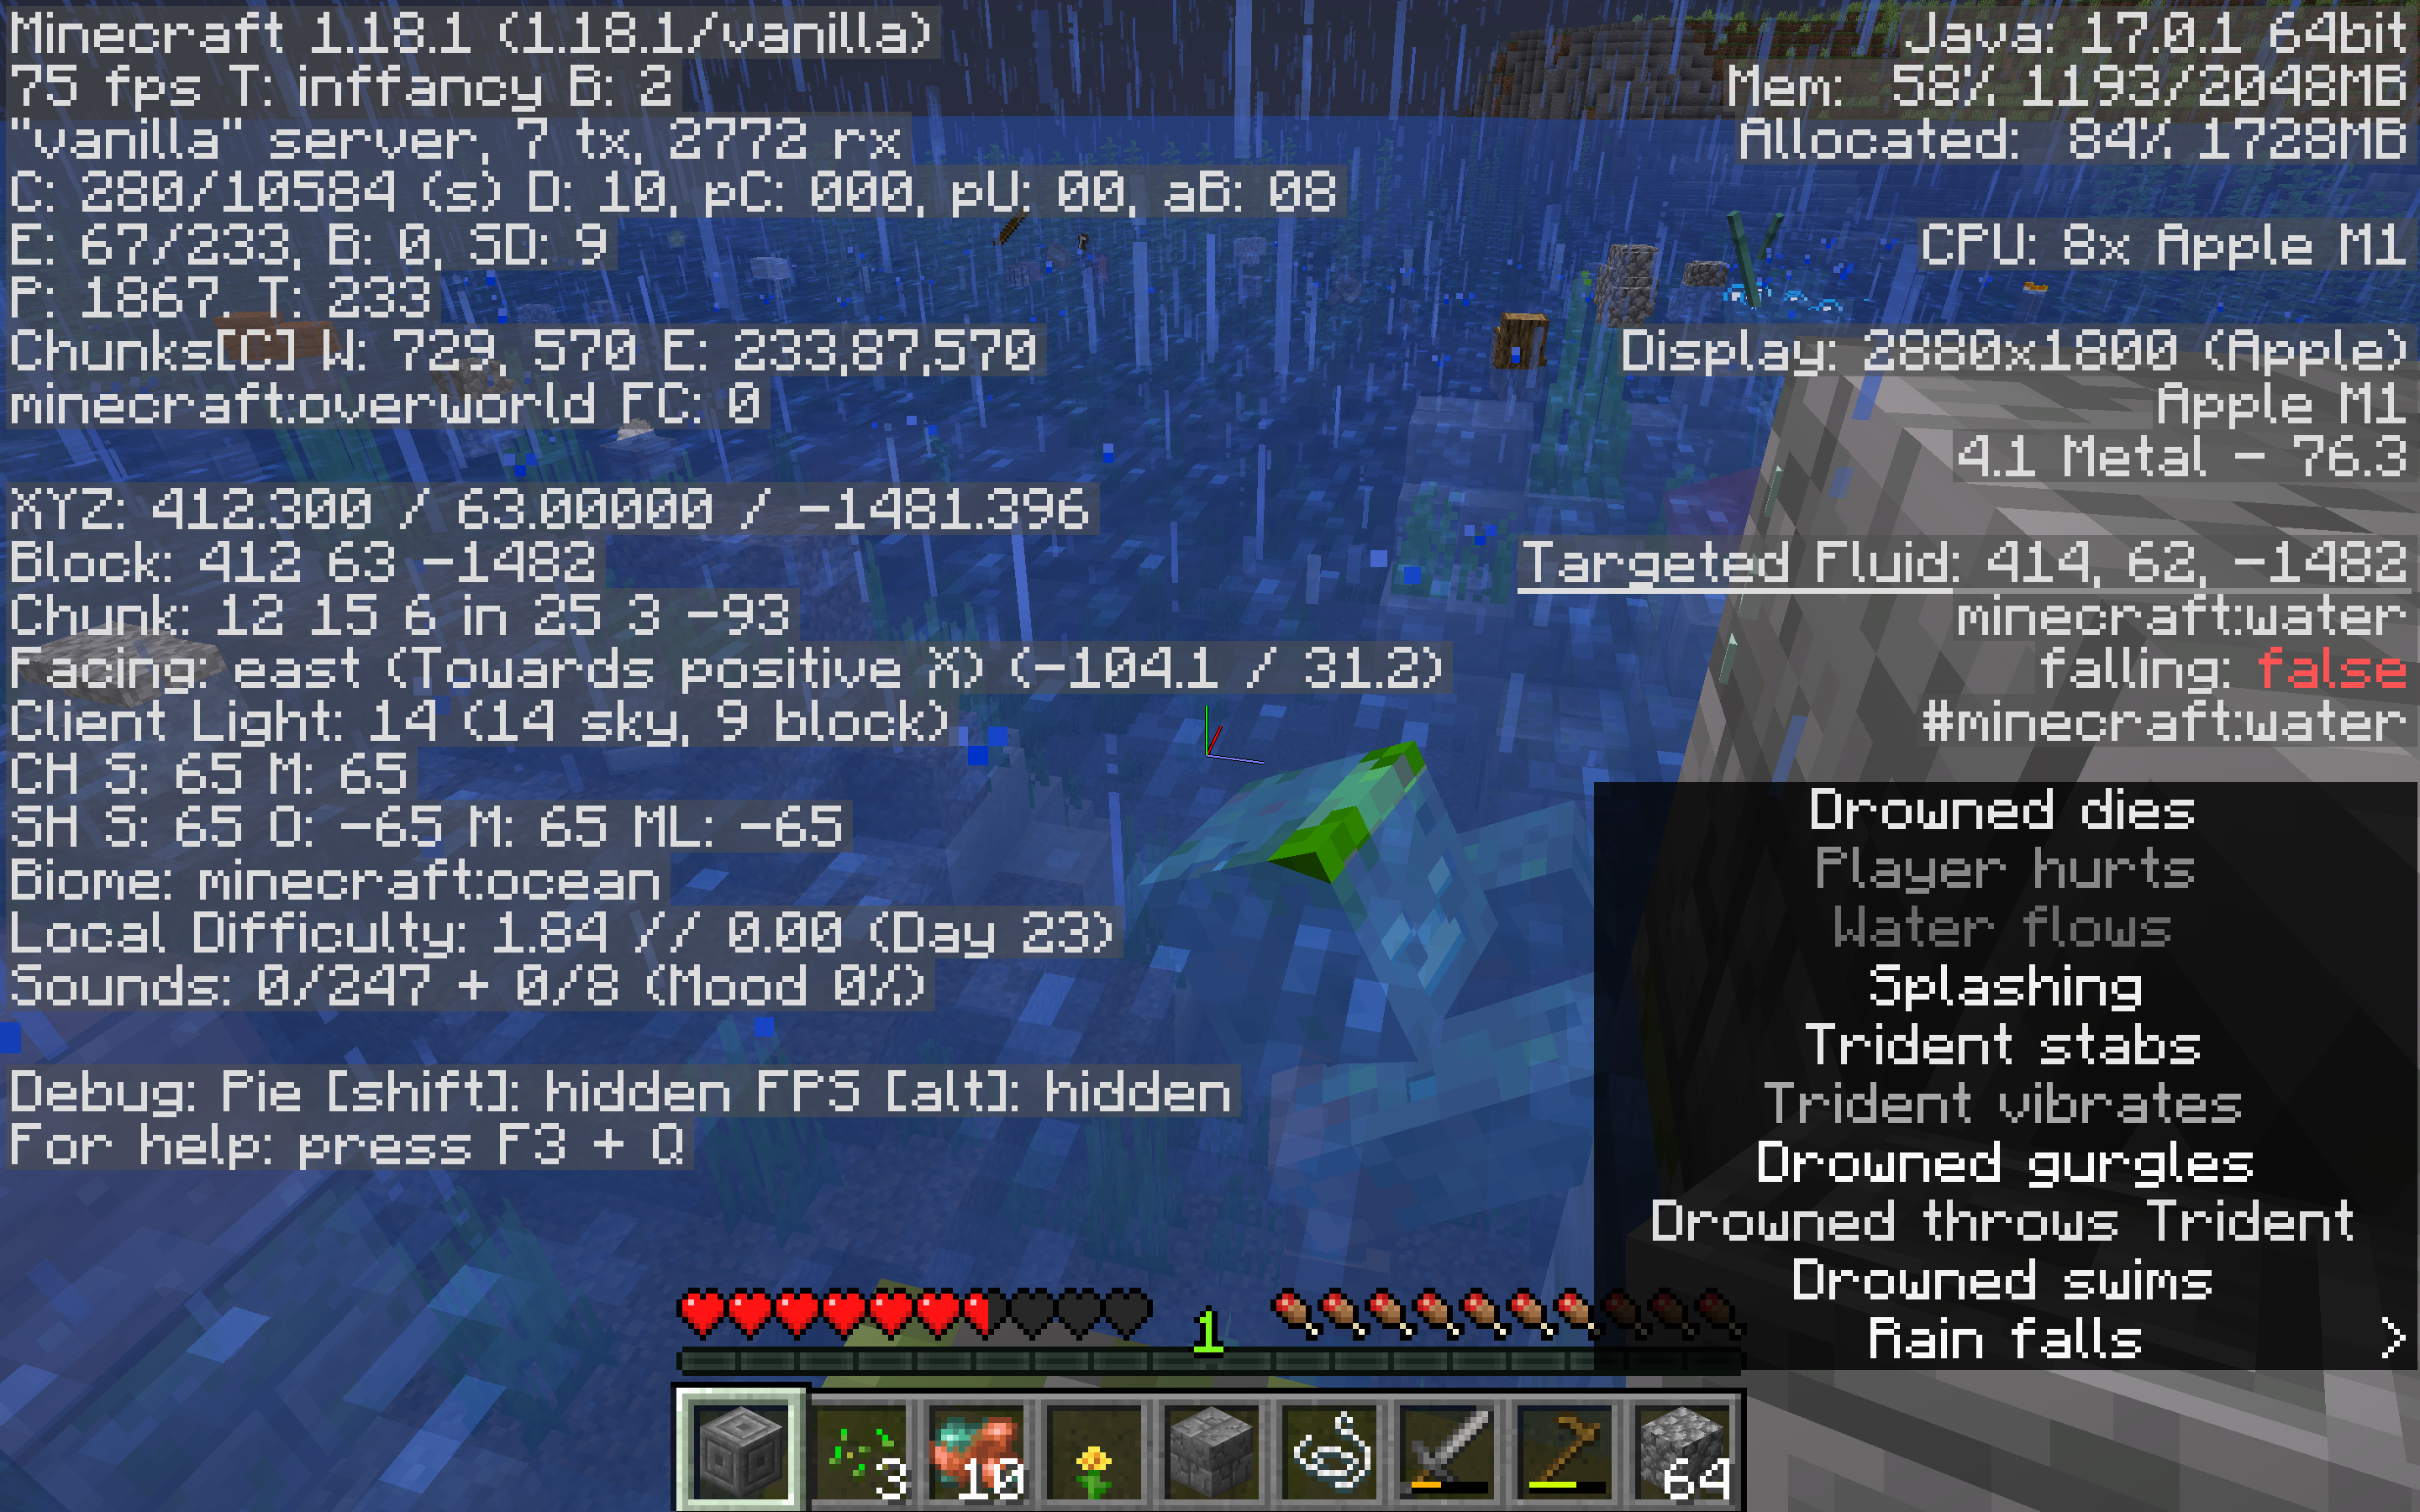 Minecraft 1.18.1 (1.18.1/vanilla)
75 fps T: inffancy B: 2
"vanilla" server, 7 tx, 2772 rx
C: 280/10584 (s) D: 10, pC: 000, pU: 00, aB: 08
E: 67/233, B: 0, SD: 9
P: 1867. T: 233
Chunks[C] W: 729, 570 E: 233,87,570
minecraft:overworld FC: 0
XYZ: 412.300 / 63.00000 / -1481.396
Block: 412 63 -1482
Chunk: 12 15 6 in 25 3 -93
Facing: east (Towards positive X) (-104.1 / 31.2)
Client Light: 14 (14 sky, 9 block)
CH S: 65 M: 65
SH S: 65 O: -65 M: 65 ML: -65
Biome: minecraft:ocean
Local Difficulty: 1.84 // 0.00 (Day 23)
Sounds: 0/247 + 0/8 (Mood 0%)
Debug: Pie [shift]: hidden FPS [alt]: hidden
For help: press F3 + Q
Java: 17.0.1 64bit
Mem: 58% 1193/2048MB
Allocated: 84% 1728MB
CPU: 8x Apple M1
Display: 2880x1800 (Apple)
Apple M1
4.1 Metal - 76.3
Targeted Fluid: 414, 62, -1482
minecraft:water
falling: false
#minecraft:water
Drowned dies
Player hurts
Water flows
Splashing
Trident stabs
Trident vibrates
Drowned gurgles
Drowned throws Trident
Drowned swims
Rain falls >
1
3
10
64